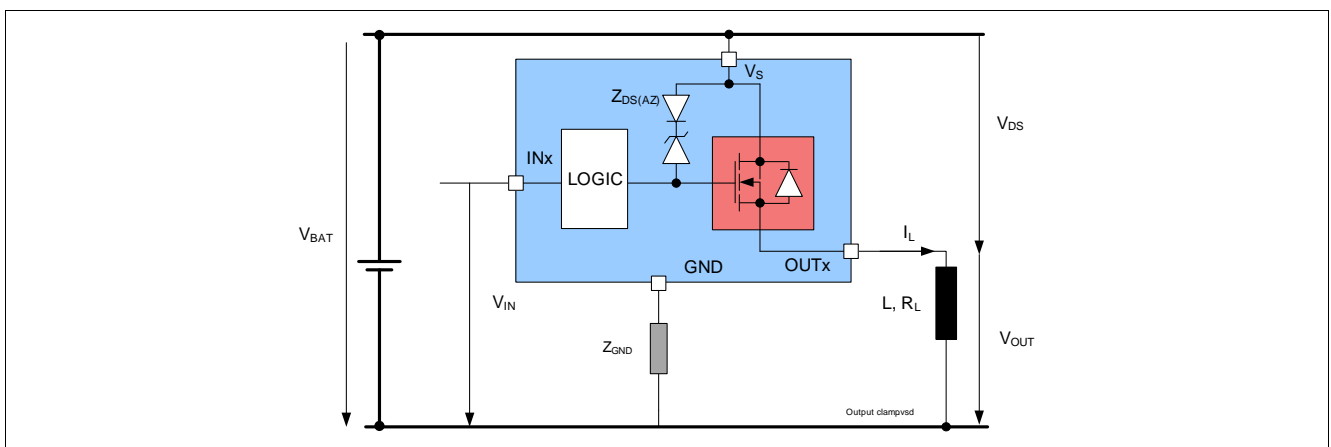 VS
ZDS(AZ)
VDS
INx
LOGIC
VBAT
IL
GND
OUTx
VIN
L, RL
ZGND
VOUT
Output clampvsd